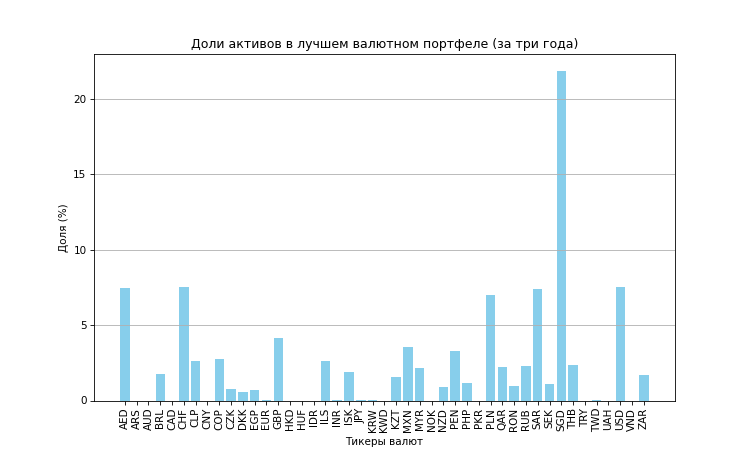 Доли активов в лучшем валютном портфеле (за три года)
Доля (%)
20
15
10
5
0
AED ARS AUD BRL CAD CHF CLP CNY COP CZK DKK EGP EUR GBP HKD HUF IDR ILS INR ISK JPY KRW KWD KZT MXN MYR NOK NZD PEN PHP PKR PLN QAR RON RUB SAR SEK SGD THB TRY TWD UAH USD VND ZAR
Тикеры валют